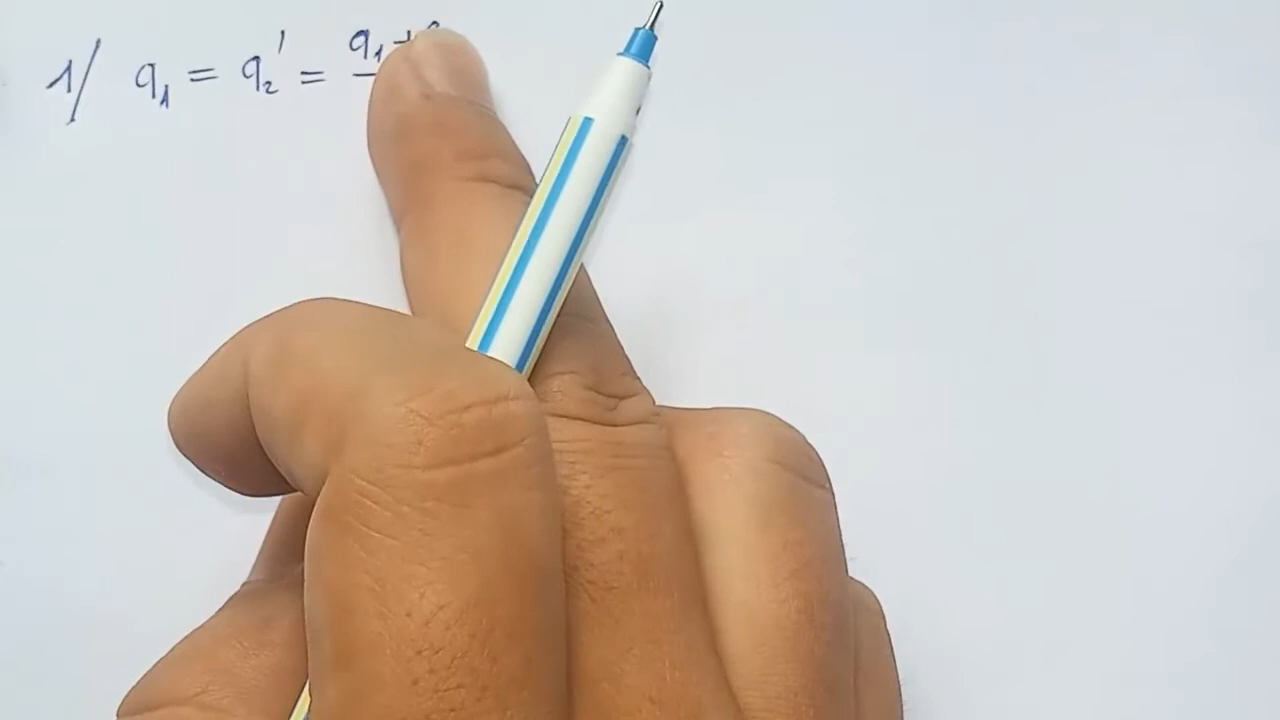 1/ q₁ = q₂' = q₁ +